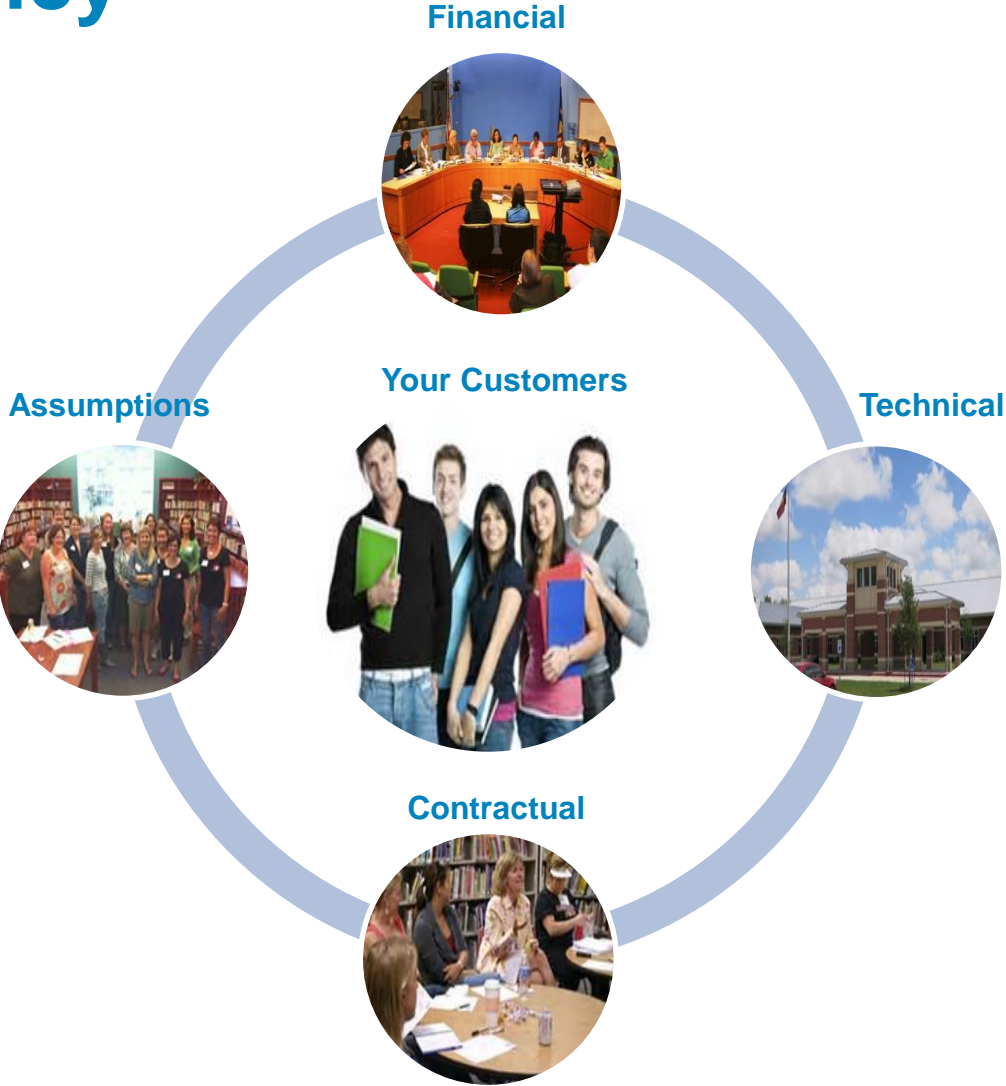 Financial
Your Customers
Assumptions
Technical
Contractual